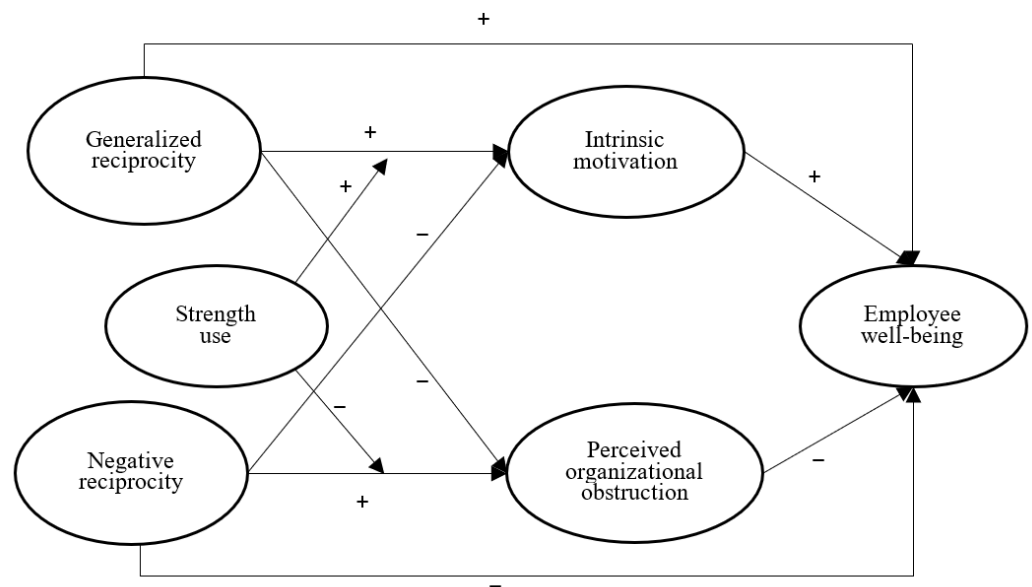 +
Generalized
reciprocity
+
Intrinsic
motivation
+
+
–
Strength
use
Employee
well-being
–
–
Negative
reciprocity
+
Perceived
organizational
obstruction
–
–